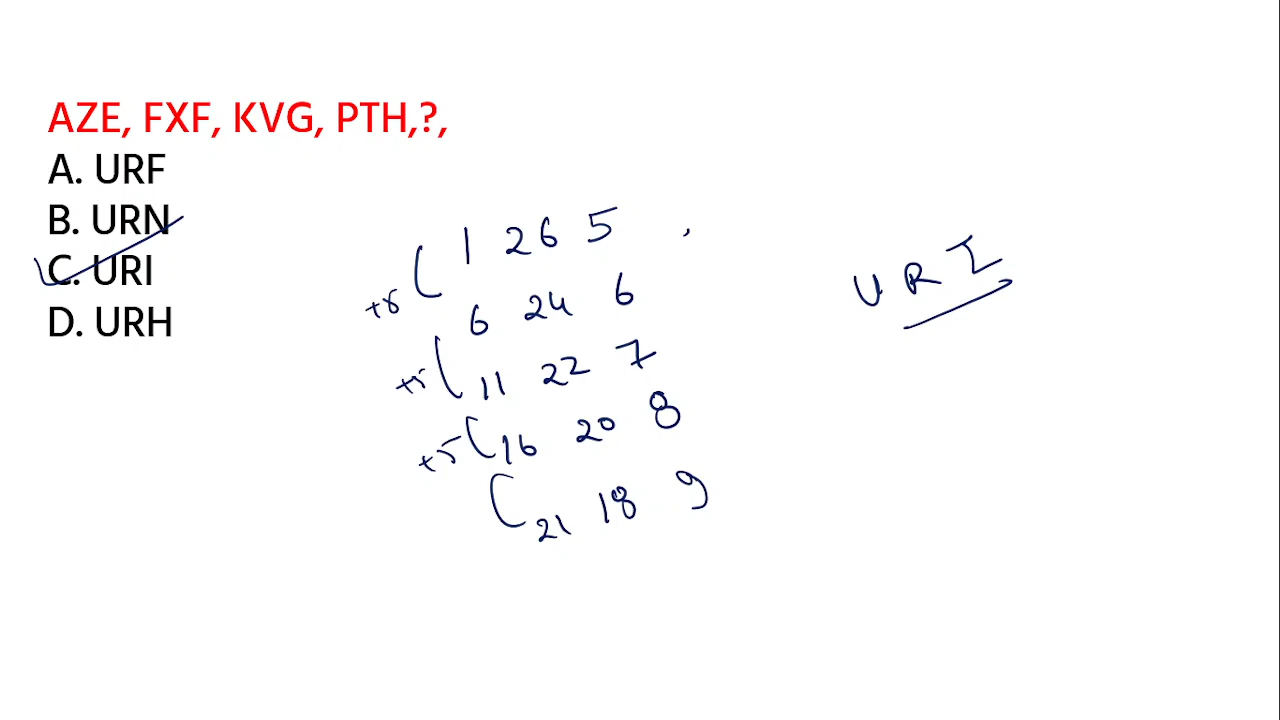 AZE, FXF, KVG, PTH,?,
A. URF
B. URN
C. URI
D. URH
1 26 5 ,
+5 6 24 6
+5 11 22 7
+5 16 20 8
21 18 9
U R I